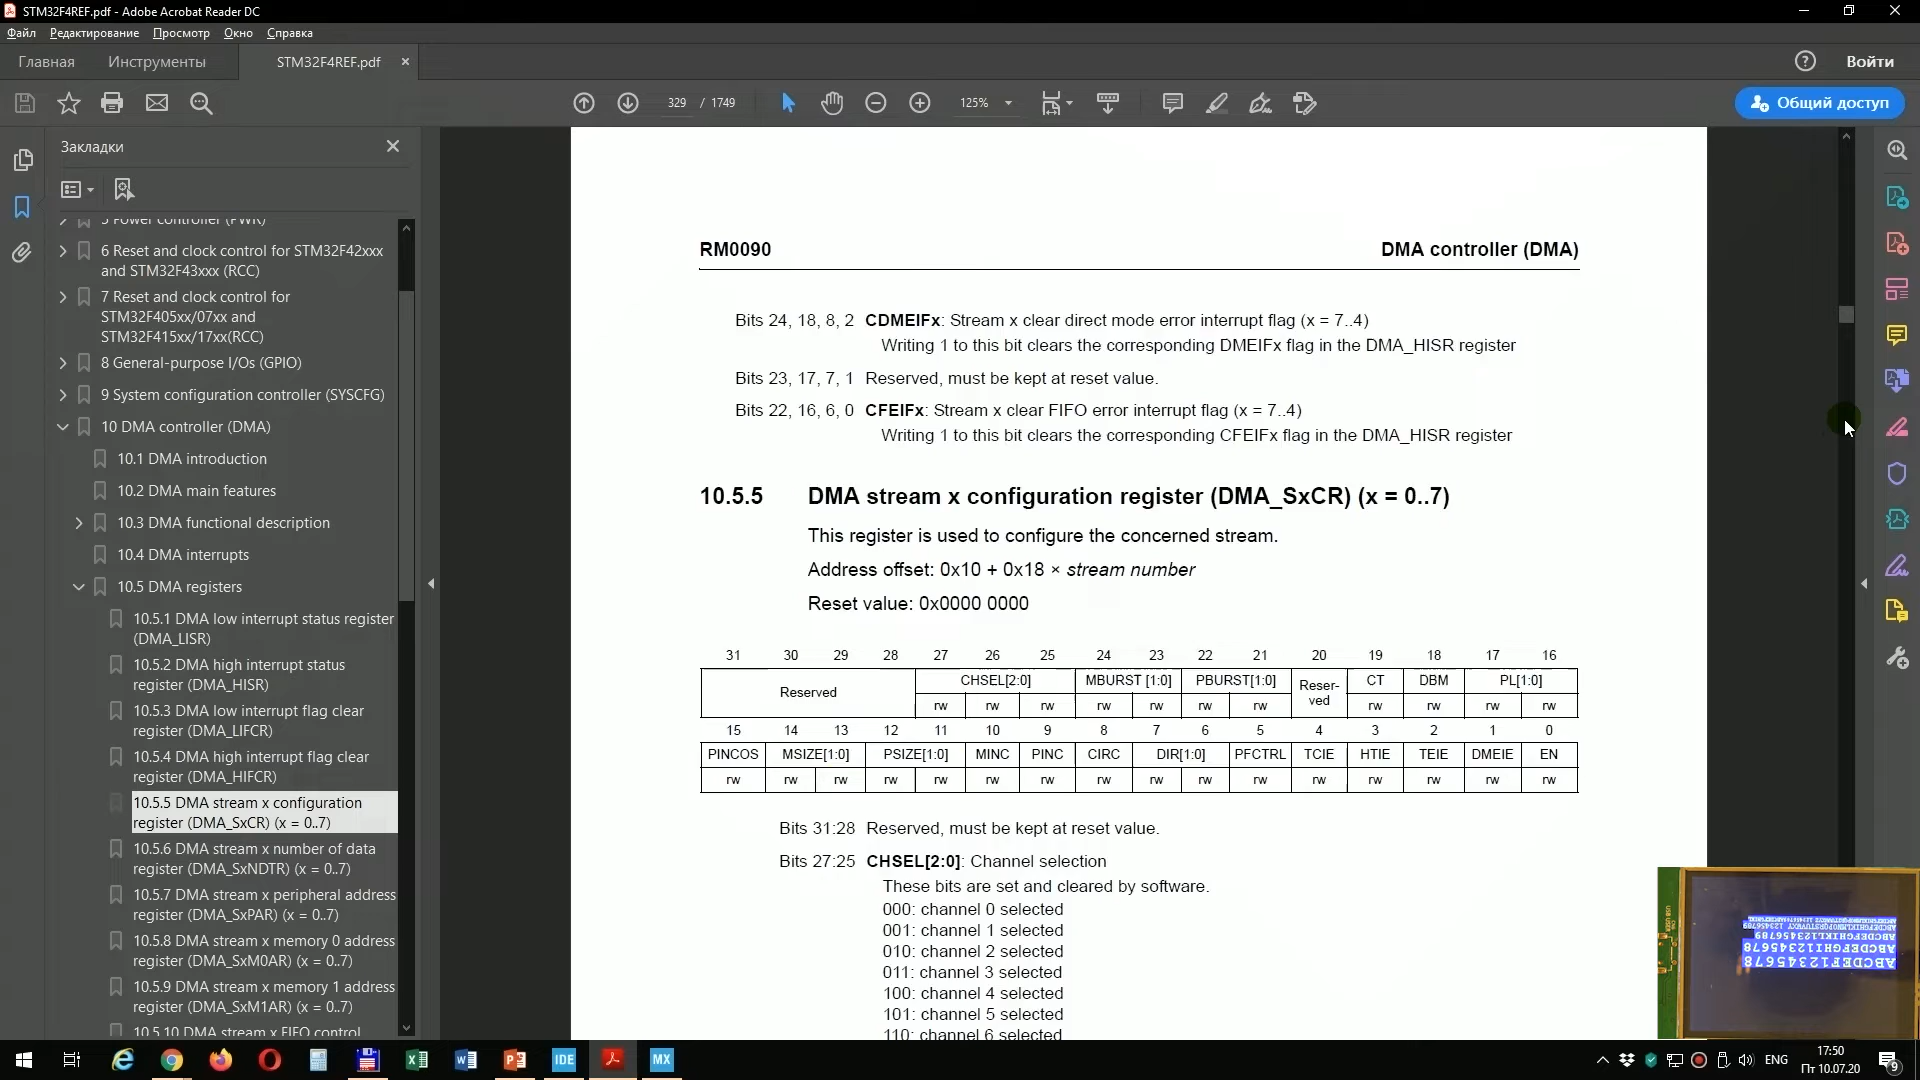 STM32F4REF.pdf - Adobe Acrobat Reader DC
Файл Редактирование Просмотр Окно Справка
Главная Инструменты STM32F4REF.pdf × Войти
329 / 1749 125% Общий доступ
Закладки
5 Power controller (PWR)
6 Reset and clock control for STM32F42xxx
and STM32F43xxx (RCC)
7 Reset and clock control for
STM32F405xx/07xx and
STM32F415xx/17xx(RCC)
8 General-purpose I/Os (GPIO)
9 System configuration controller (SYSCFG)
10 DMA controller (DMA)
10.1 DMA introduction
10.2 DMA main features
10.3 DMA functional description
10.4 DMA interrupts
10.5 DMA registers
10.5.1 DMA low interrupt status register
(DMA_LISR)
10.5.2 DMA high interrupt status
register (DMA_HISR)
10.5.3 DMA low interrupt flag clear
register (DMA_LIFCR)
10.5.4 DMA high interrupt flag clear
register (DMA_HIFCR)
10.5.5 DMA stream x configuration
register (DMA_SxCR) (x = 0..7)
10.5.6 DMA stream x number of data
register (DMA_SxNDTR) (x = 0..7)
10.5.7 DMA stream x peripheral address
register (DMA_SxPAR) (x = 0..7)
10.5.8 DMA stream x memory 0 address
register (DMA_SxM0AR) (x = 0..7)
10.5.9 DMA stream x memory 1 address
register (DMA_SxM1AR) (x = 0..7)
10.5.10 DMA stream x FIFO control
RM0090 DMA controller (DMA)
Bits 24, 18, 8, 2 CDMEIFx: Stream x clear direct mode error interrupt flag (x = 7..4)
Writing 1 to this bit clears the corresponding DMEIFx flag in the DMA_HISR register
Bits 23, 17, 7, 1 Reserved, must be kept at reset value.
Bits 22, 16, 6, 0 CFEIFx: Stream x clear FIFO error interrupt flag (x = 7..4)
Writing 1 to this bit clears the corresponding CFEIFx flag in the DMA_HISR register
10.5.5 DMA stream x configuration register (DMA_SxCR) (x = 0..7)
This register is used to configure the concerned stream.
Address offset: 0x10 + 0x18 × stream number
Reset value: 0x0000 0000
31 30 29 28 27 26 25 24 23 22 21 20 19 18 17 16
Reserved CHSEL[2:0] MBURST [1:0] PBURST[1:0] Reser-
ved CT DBM PL[1:0]
rw rw rw rw rw rw rw rw rw rw rw
15 14 13 12 11 10 9 8 7 6 5 4 3 2 1 0
PINCOS MSIZE[1:0] PSIZE[1:0] MINC PINC CIRC DIR[1:0] PFCTRL TCIE HTIE TEIE DMEIE EN
rw rw rw rw rw rw rw rw rw rw rw rw rw rw rw rw
Bits 31:28 Reserved, must be kept at reset value.
Bits 27:25 CHSEL[2:0]: Channel selection
These bits are set and cleared by software.
000: channel 0 selected
001: channel 1 selected
010: channel 2 selected
011: channel 3 selected
100: channel 4 selected
101: channel 5 selected
110: channel 6 selected
ABCDEF12345678
ABCDEFGHIKL123456789
IDE MX
ENG 17:50
Пт 10.07.20
9